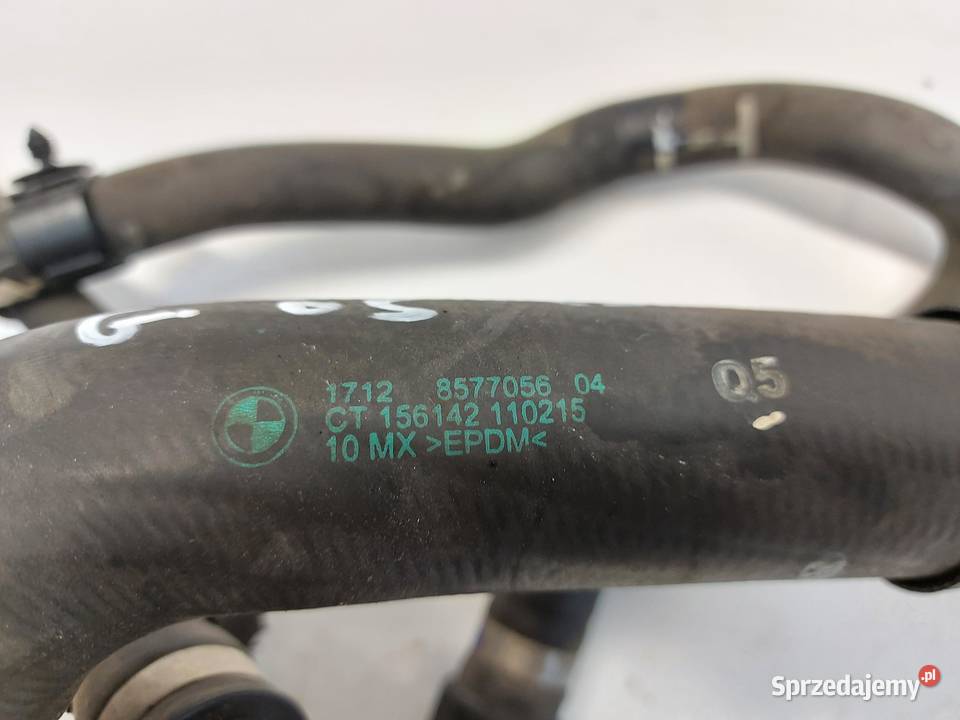 1712 8577056 04
CT 156142 110215
10 MX >EPDM<
Q5
Sprzedajemy.pl